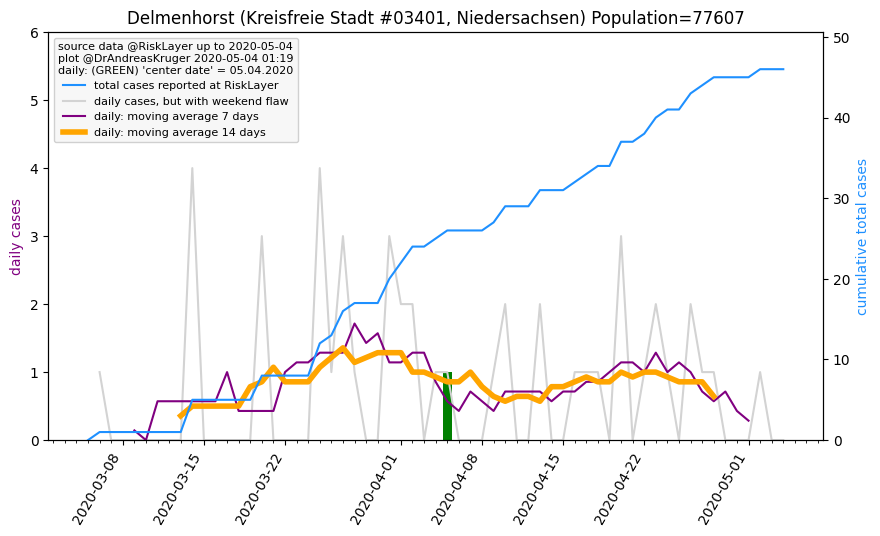 Delmenhorst (Kreisfreie Stadt #03401, Niedersachsen) Population=77607
source data @RiskLayer up to 2020-05-04
plot @DrAndreasKruger 2020-05-04 01:19
daily: (GREEN) 'center date' = 05.04.2020
total cases reported at RiskLayer
daily cases, but with weekend flaw
daily: moving average 7 days
daily: moving average 14 days
daily cases
6
5
4
3
2
1
0
50
40
30
20
10
0
cumulative total cases
2020-03-08
2020-03-15
2020-03-22
2020-04-01
2020-04-08
2020-04-15
2020-04-22
2020-05-01